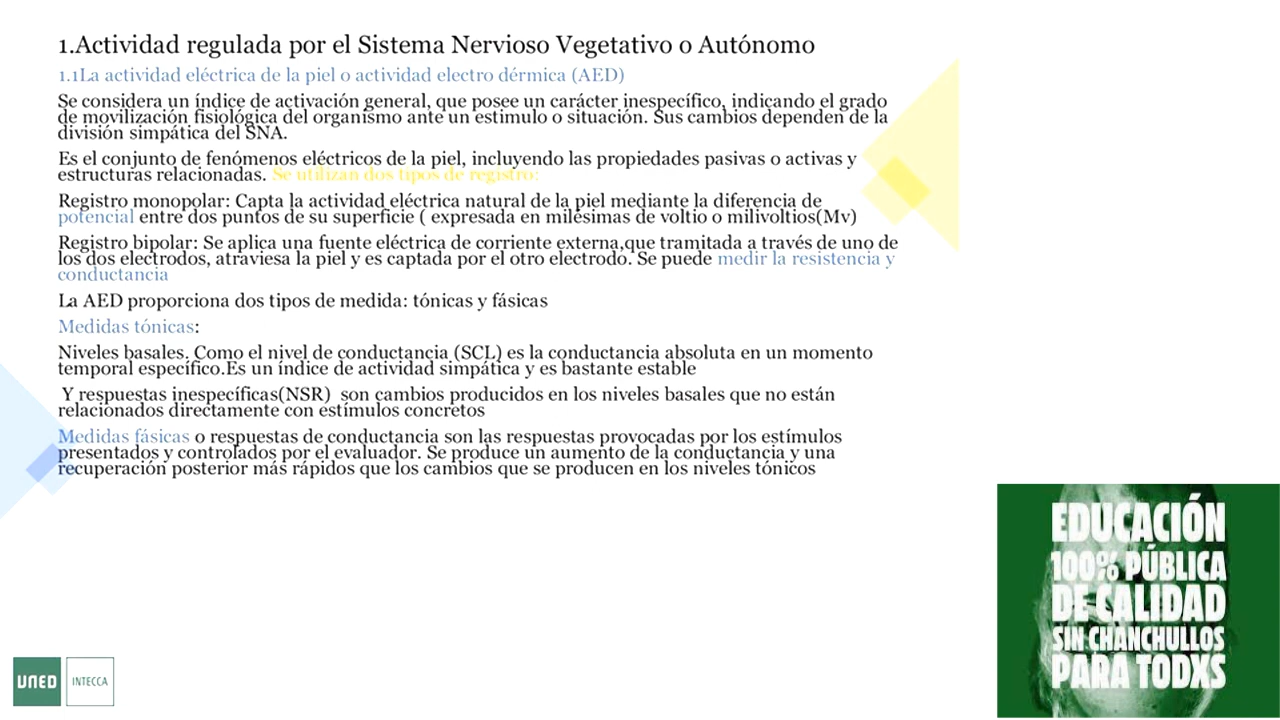 1.Actividad regulada por el Sistema Nervioso Vegetativo o Autónomo
1.1La actividad eléctrica de la piel o actividad electro dérmica (AED)
Se considera un índice de activación general, que posee un carácter inespecífico, indicando el grado
de movilización fisiológica del organismo ante un estimulo o situación. Sus cambios dependen de la
división simpática del SNA.
Es el conjunto de fenómenos eléctricos de la piel, incluyendo las propiedades pasivas o activas y
estructuras relacionadas. Se utilizan dos tipos de registro:
Registro monopolar: Capta la actividad eléctrica natural de la piel mediante la diferencia de
potencial entre dos puntos de su superficie ( expresada en milésimas de voltio o milivoltios(Mv)
Registro bipolar: Se aplica una fuente eléctrica de corriente externa,que tramitada a través de uno de
los dos electrodos, atraviesa la piel y es captada por el otro electrodo. Se puede medir la resistencia y
conductancia
La AED proporciona dos tipos de medida: tónicas y fásicas
Medidas tónicas:
Niveles basales. Como el nivel de conductancia (SCL) es la conductancia absoluta en un momento
temporal específico.Es un índice de actividad simpática y es bastante estable
Y respuestas inespecíficas(NSR) son cambios producidos en los niveles basales que no están
relacionados directamente con estímulos concretos
Medidas fásicas o respuestas de conductancia son las respuestas provocadas por los estímulos
presentados y controlados por el evaluador. Se produce un aumento de la conductancia y una
recuperación posterior más rápidos que los cambios que se producen en los niveles tónicos
EDUCACIÓN
100% PÚBLICA
DE CALIDAD
SIN CHANCHULLOS
PARA TODXS
UNED INTECCA